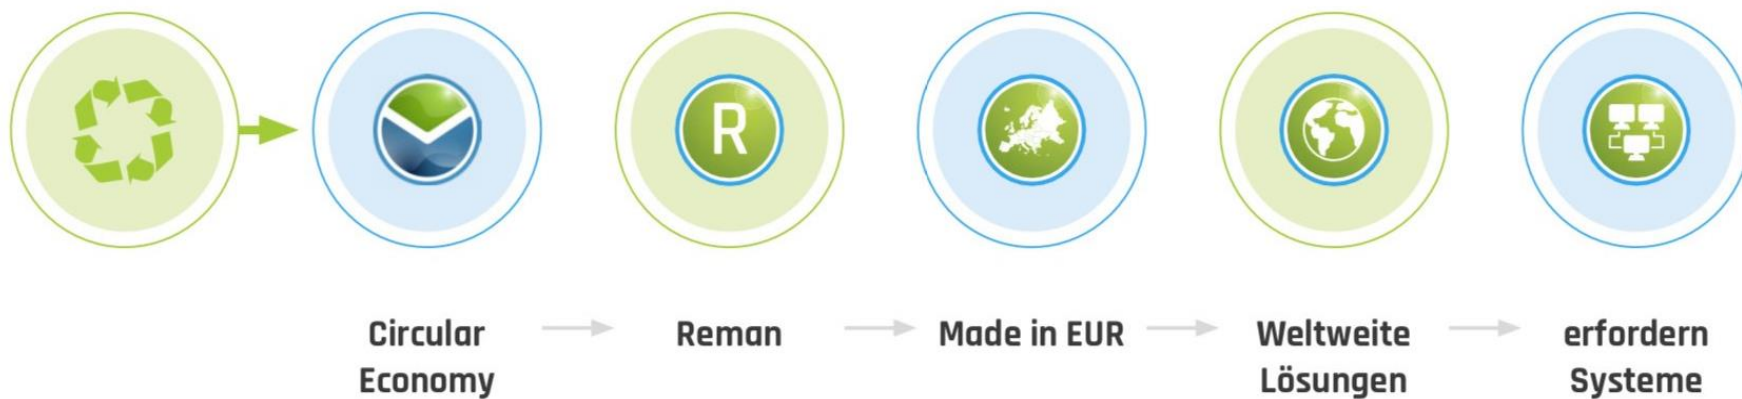 R
Circular
Economy
Reman
Made in EUR
Weltweite
Lösungen
erfordern
Systeme